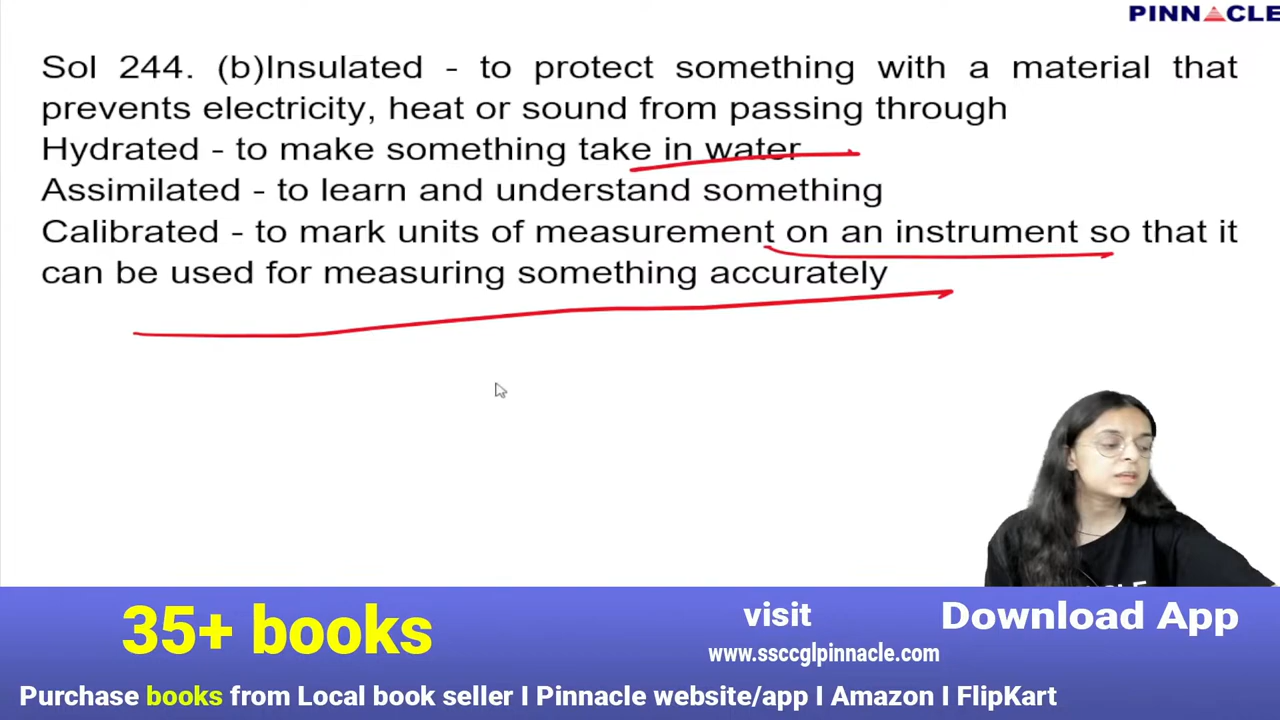 PINNACLE
Sol 244. (b)Insulated - to protect something with a material that
prevents electricity, heat or sound from passing through
Hydrated - to make something take in water
Assimilated - to learn and understand something
Calibrated - to mark units of measurement on an instrument so that it
can be used for measuring something accurately
35+ books
visit
www.ssccglpinnacle.com
Download App
Purchase books from Local book seller I Pinnacle website/app I Amazon I FlipKart